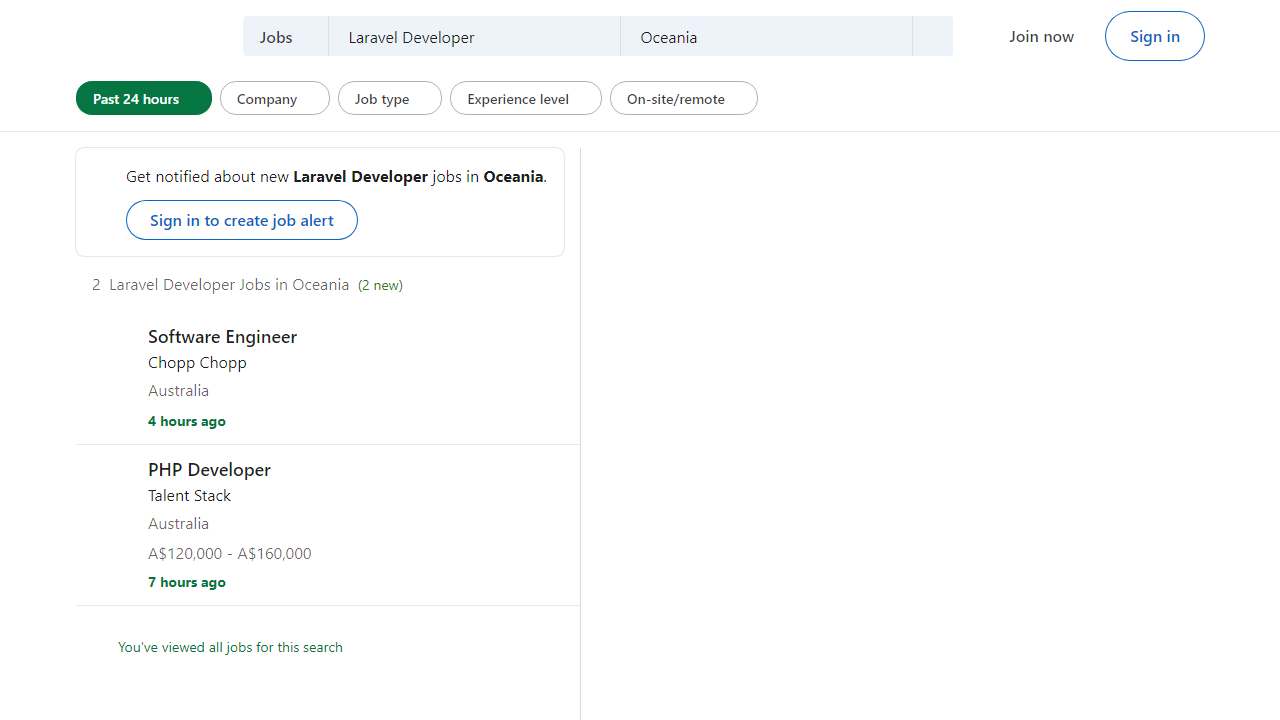 Jobs
Laravel Developer
Oceania
Join now
Sign in
Past 24 hours
Company
Job type
Experience level
On-site/remote
Get notified about new Laravel Developer jobs in Oceania.
Sign in to create job alert
2 Laravel Developer Jobs in Oceania (2 new)
Software Engineer
Chopp Chopp
Australia
4 hours ago
PHP Developer
Talent Stack
Australia
A$120,000 - A$160,000
7 hours ago
You've viewed all jobs for this search